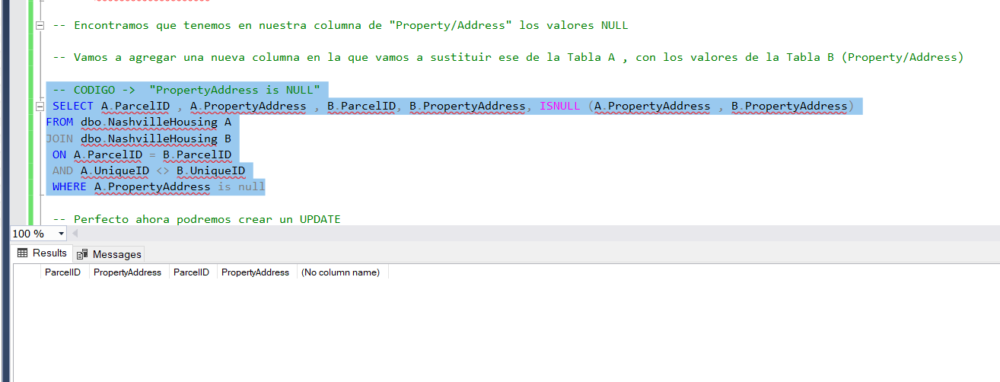 -- Encontramos que tenemos en nuestra columna de "Property/Address" los valores NULL
-- Vamos a agregar una nueva columna en la que vamos a sustituir ese de la Tabla A , con los valores de la Tabla B (Property/Address)
-- CODIGO -> "PropertyAddress is NULL"
SELECT A.ParcelID , A.PropertyAddress , B.ParcelID, B.PropertyAddress, ISNULL (A.PropertyAddress , B.PropertyAddress)
FROM dbo.NashvilleHousing A
JOIN dbo.NashvilleHousing B
ON A.ParcelID = B.ParcelID
AND A.UniqueID <> B.UniqueID
WHERE A.PropertyAddress is null
-- Perfecto ahora podremos crear un UPDATE
100 %
Results Messages
ParcelID PropertyAddress ParcelID PropertyAddress (No column name)